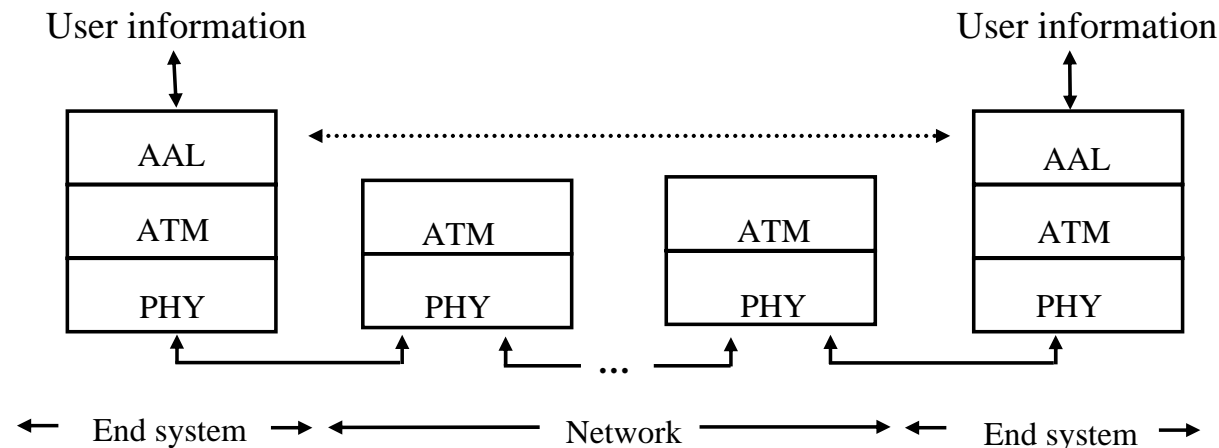 User information User information
AAL AAL
ATM ATM ATM ATM
PHY PHY PHY PHY
...
End system Network End system